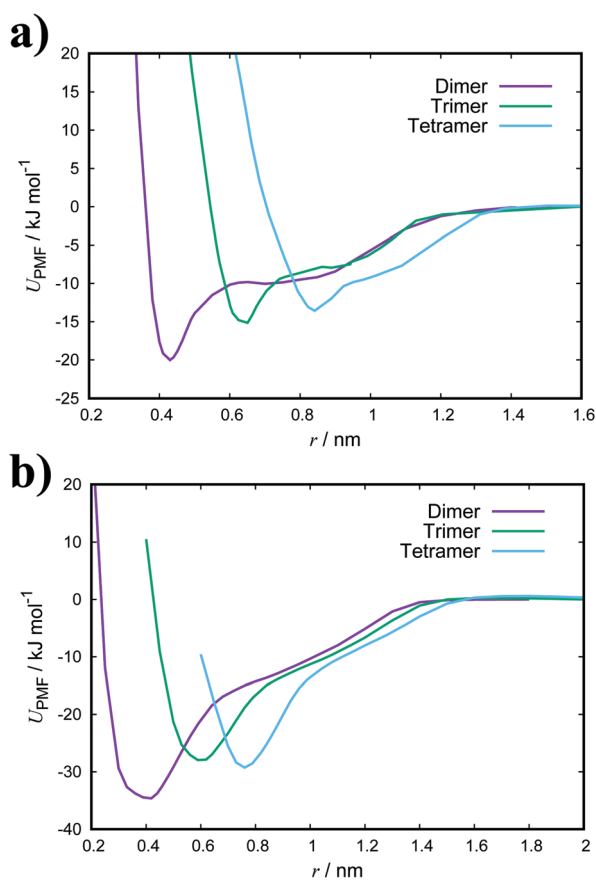 a)
20
15
10
5
0
-5
-10
-15
-20
-25
U_PMF / kJ mol⁻¹
Dimer
Trimer
Tetramer
0.2 0.4 0.6 0.8 1 1.2 1.4 1.6
r / nm
b)
20
10
0
-10
-20
-30
-40
U_PMF / kJ mol⁻¹
Dimer
Trimer
Tetramer
0.2 0.4 0.6 0.8 1 1.2 1.4 1.6 1.8 2
r / nm